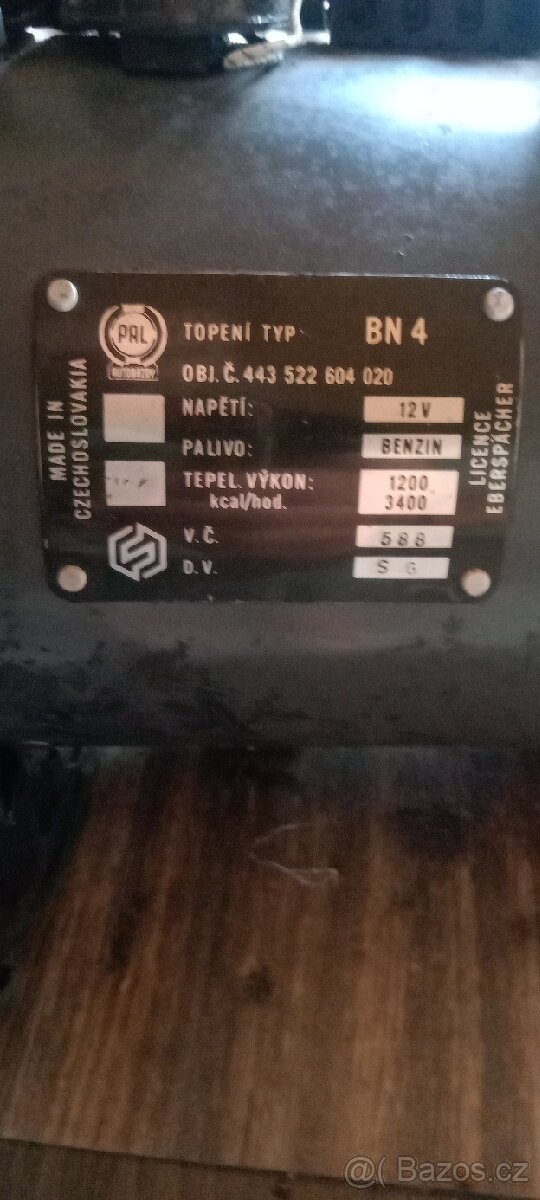 PAL
AUTOBRZDY
TOPENÍ TYP BN 4
OBJ. Č. 443 522 604 020
NAPĚTÍ: 12 V
PALIVO: BENZIN
TEPEL. VÝKON: 1200
kcal/hod. 3400
V. Č. 588
D. V. S G
MADE IN
CZECHOSLOVAKIA
LICENCE
EBERSPÄCHER
@ Bazos.cz